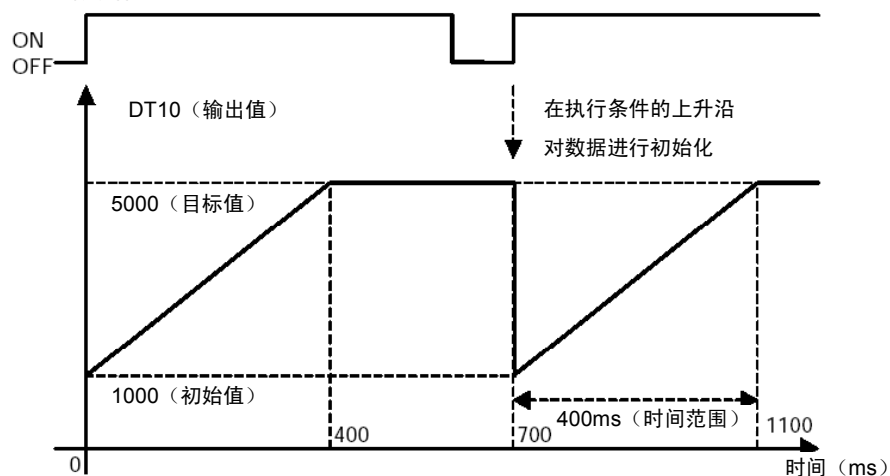 ON
OFF
DT10（输出值）
在执行条件的上升沿
对数据进行初始化
5000（目标值）
1000（初始值）
400ms（时间范围）
400
700
1100
0
时间（ms）